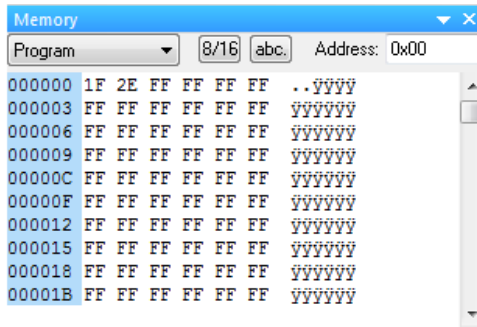 Memory
Program 8/16 abc. Address: 0x00
000000 1F 2E FF FF FF FF ..ÿÿÿÿ
000003 FF FF FF FF FF FF ÿÿÿÿÿÿ
000006 FF FF FF FF FF FF ÿÿÿÿÿÿ
000009 FF FF FF FF FF FF ÿÿÿÿÿÿ
00000C FF FF FF FF FF FF ÿÿÿÿÿÿ
00000F FF FF FF FF FF FF ÿÿÿÿÿÿ
000012 FF FF FF FF FF FF ÿÿÿÿÿÿ
000015 FF FF FF FF FF FF ÿÿÿÿÿÿ
000018 FF FF FF FF FF FF ÿÿÿÿÿÿ
00001B FF FF FF FF FF FF ÿÿÿÿÿÿ